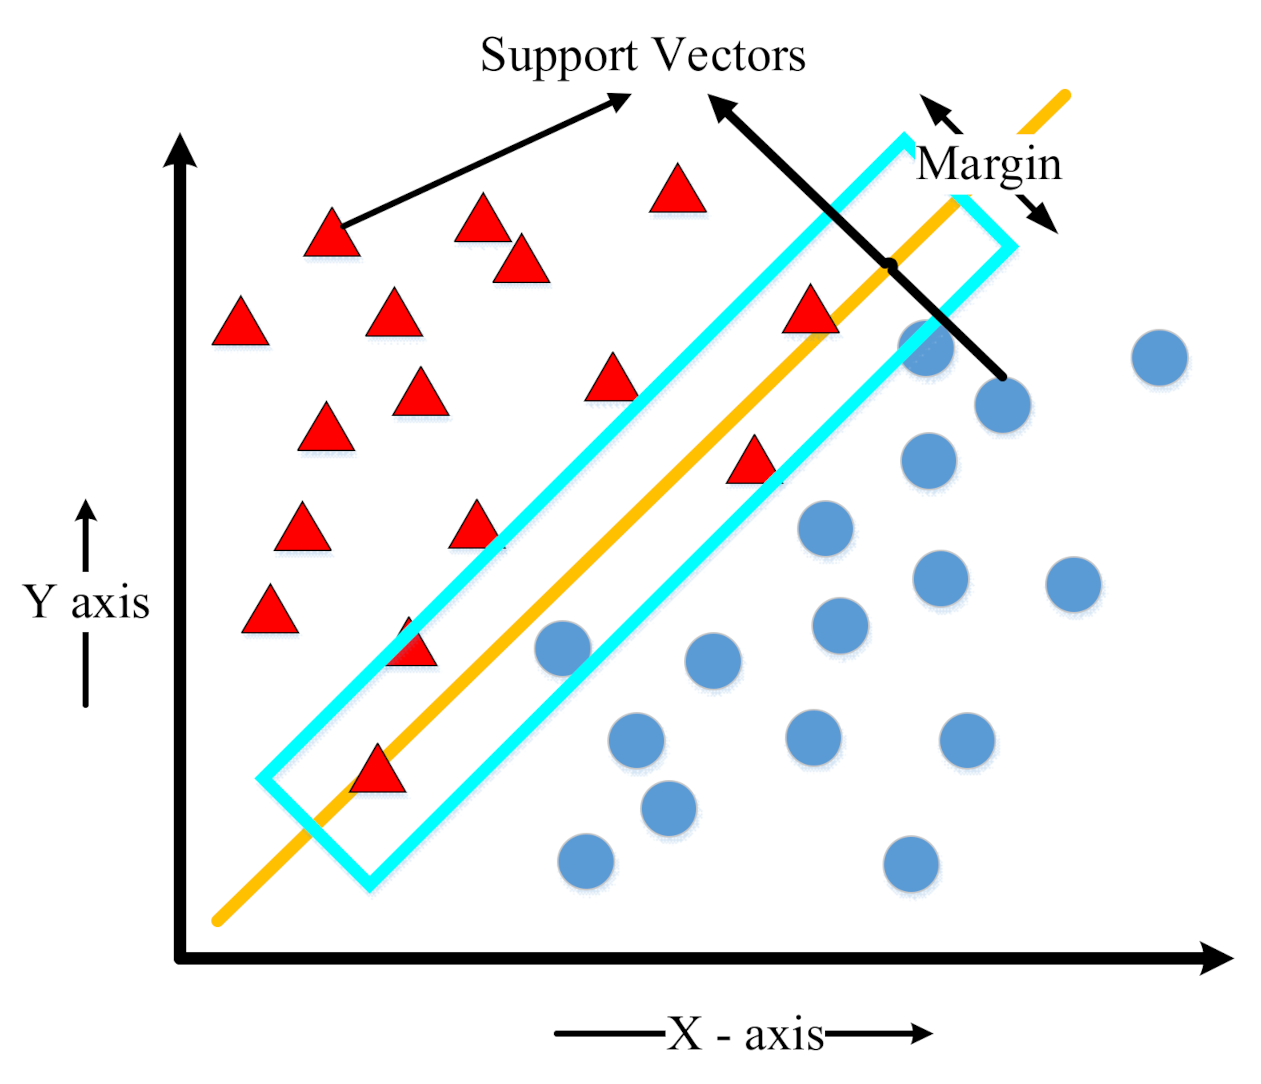 Support Vectors
Margin
Y axis
X - axis